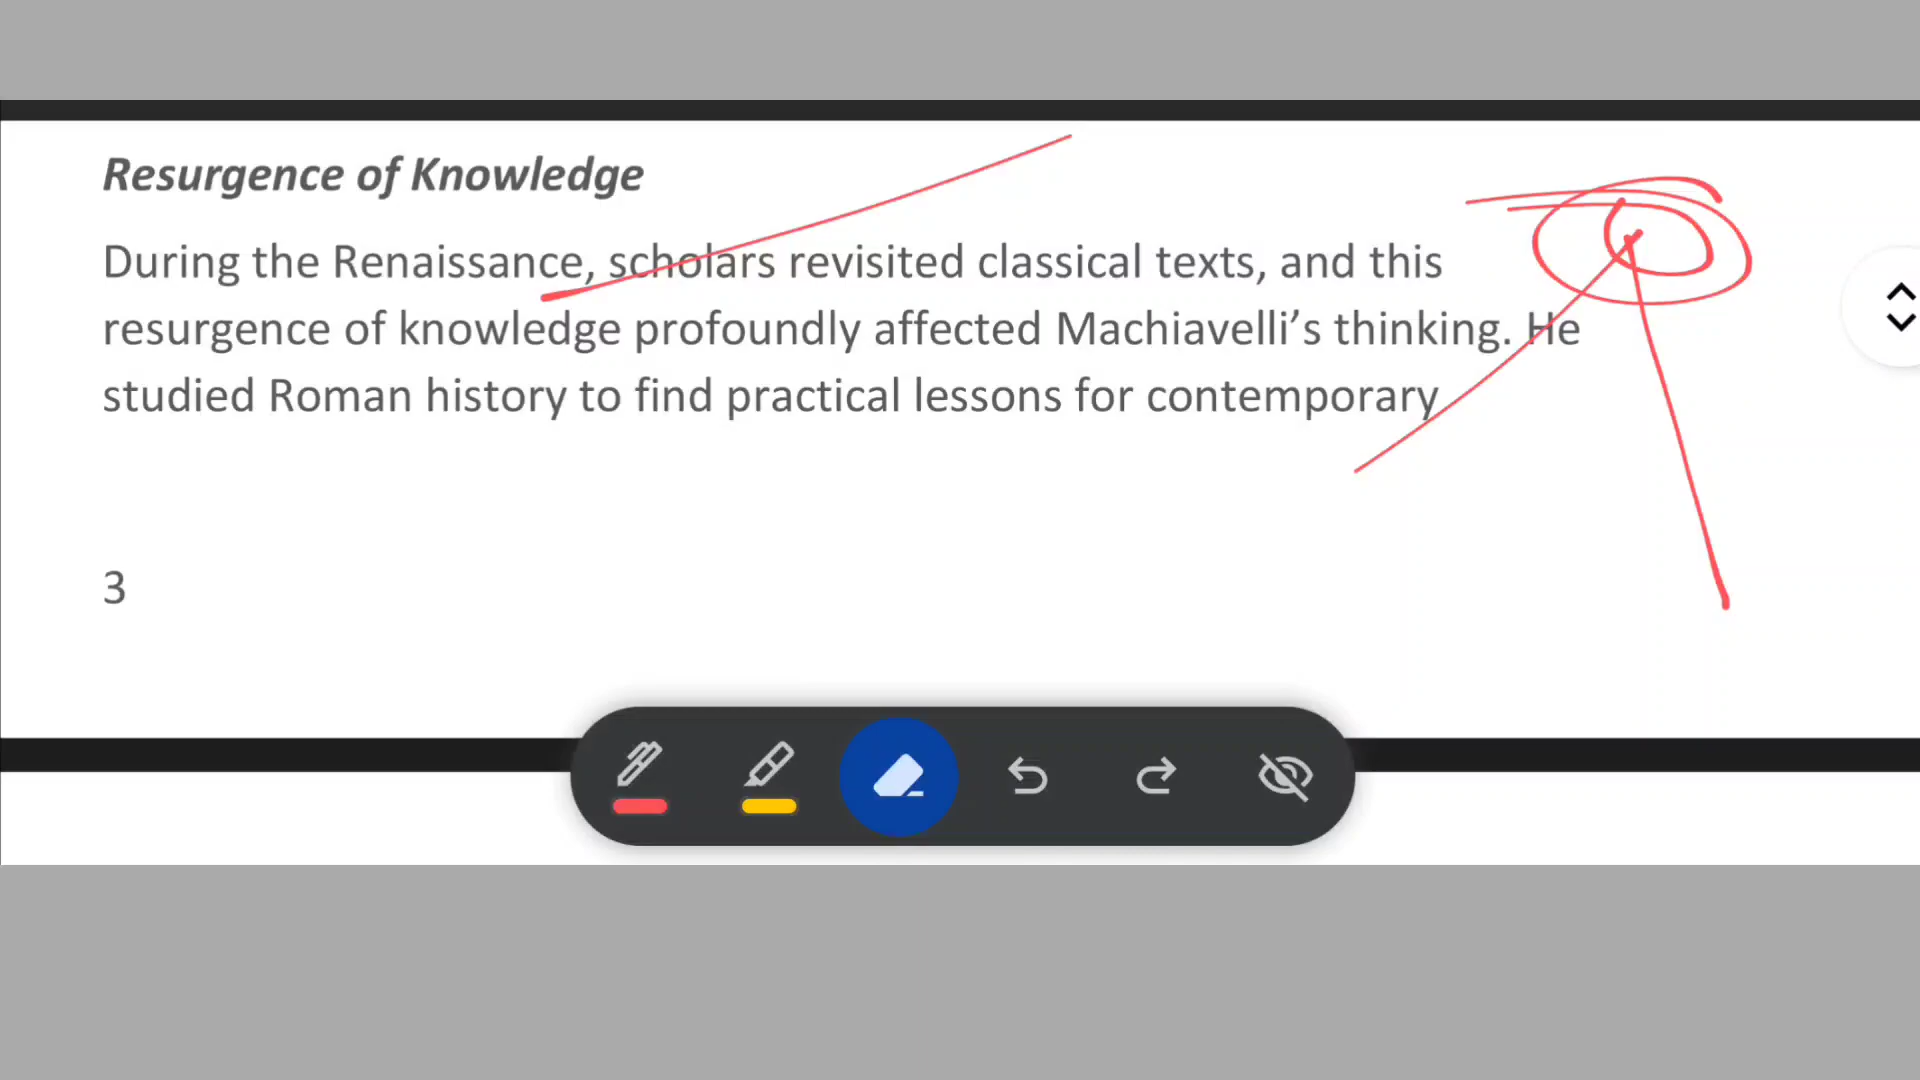 Resurgence of Knowledge
During the Renaissance, scholars revisited classical texts, and this
resurgence of knowledge profoundly affected Machiavelli’s thinking. He
studied Roman history to find practical lessons for contemporary
3